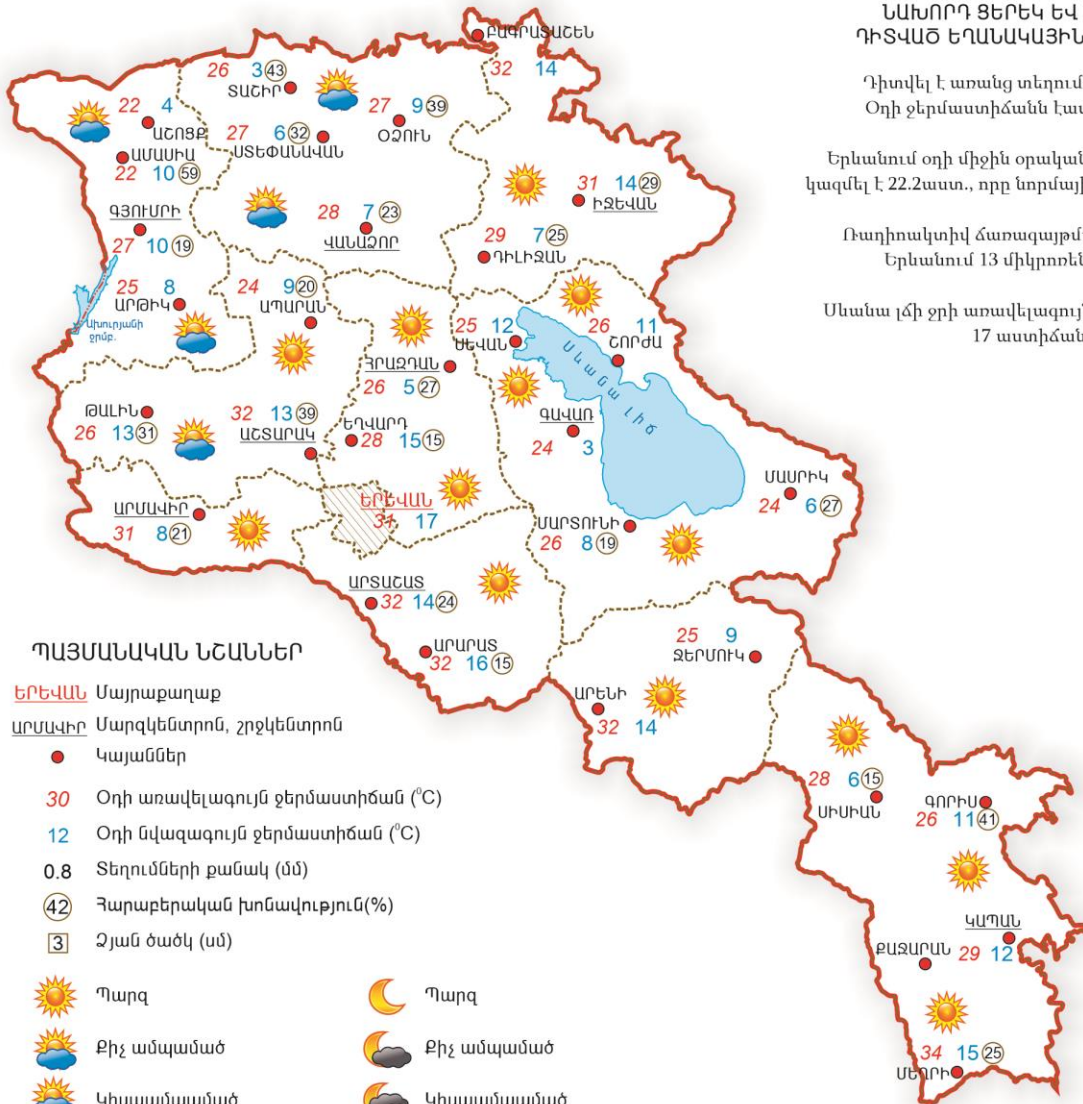 ՆԱԽՈՐԴ ՑԵՐԵԿ ԵՎ
ԴԻՏՎԱԾ ԵՂԱՆԱԿԱՅԻՆ
Դիտվել է առանց տեղում
Օդի ջերմաստիճանն
Երևանում օդի միջին օրական
կազմել է 22.2աստ., որը
Ռադիոակտիվ ճառագայթմ
Երևանում 13 միկրոռեն
Սևանա լճի ջրի առավելագույ
17 աստիճան
ԲԱԳՐԱՏԱՇԵՆ
32 14
26 3 43
ՏԱՇԻՐ
22 4
ԱՇՈՑՔ
27 9 39
ՕՁՈՒՆ
27 6 32
ՍՏԵՓԱՆԱՎԱՆ
ԱՄԱՍԻԱ
22 10 59
31 14 29
ԻՋԵՎԱՆ
ԳՅՈՒՄՐԻ
27 10 19
28 7 23
ՎԱՆԱՁՈՐ
29 7 25
ԴԻԼԻՋԱՆ
25 8
ԱՐԹԻԿ
Ախուրյանի
ջրմբ.
24 9 20
ԱՊԱՐԱՆ
25 12
ՍԵՎԱՆ
26 11
ՇՈՐԺԱ
Սևանա լիճ
ՀՐԱԶԴԱՆ
26 5 27
ԹԱԼԻՆ
26 13 31
32 13 39
ԱՇՏԱՐԱԿ
ԵՂՎԱՐԴ
28 15 15
ԳԱՎԱՌ
24 3
ՄԱՍՐԻԿ
24 6 27
ԵՐԵՎԱՆ
31 17
ԱՐՄԱՎԻՐ
31 8 21
ՄԱՐՏՈՒՆԻ
26 8 19
ԱՐՏԱՇԱՏ
32 14 24
ԱՐԱՐԱՏ
32 16 15
25 9
ՋԵՐՄՈՒԿ
ԱՐԵՆԻ
32 14
28 6 15
ՍԻՍԻԱՆ
ԳՈՐԻՍ
26 11 41
ԿԱՊԱՆ
29 12
ՔԱՋԱՐԱՆ
34 15 25
ՄԵՂՐԻ
ՊԱՅՄԱՆԱԿԱՆ ՆՇԱՆՆԵՐ
ԵՐԵՎԱՆ Մայրաքաղաք
ԱՐՄԱՎԻՐ Մարզկենտրոն, շրջկենտրոն
Կայաններ
30 Օդի առավելագույն ջերմաստիճան (⁰C)
12 Օդի նվազագույն ջերմաստիճան (⁰C)
0.8 Տեղումների քանակ (մմ)
42 Հարաբերական խոնավություն(%)
3 Ձյան ծածկ (սմ)
Պարզ Պարզ
Քիչ ամպամած Քիչ ամպամած
Կիսաամպամած Կիսաամպամած